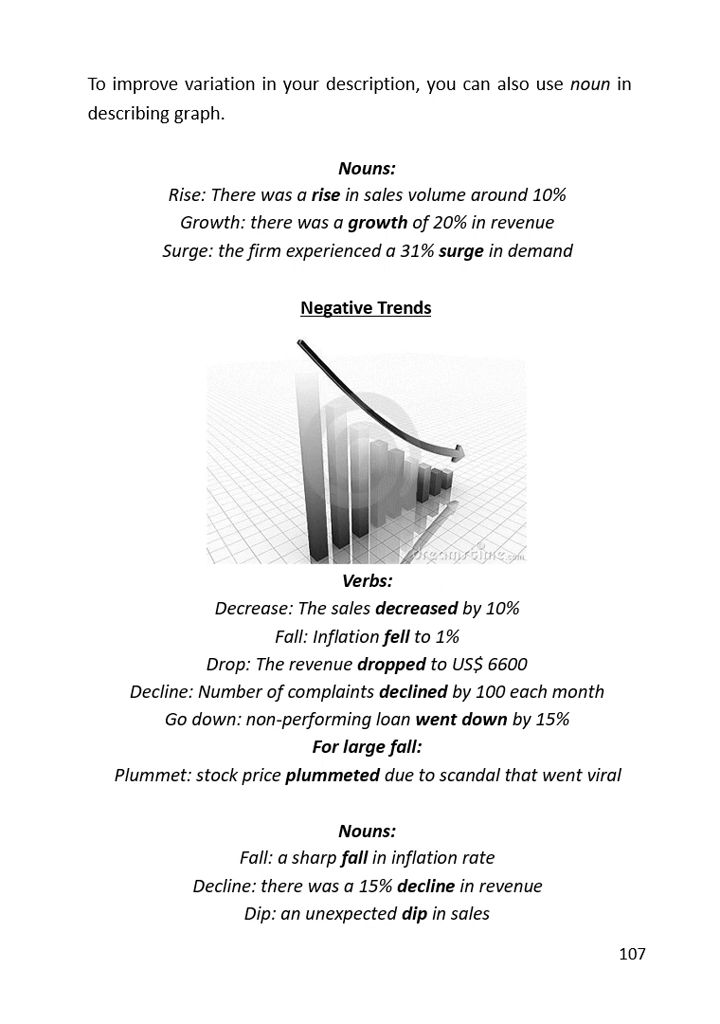 To improve variation in your description, you can also use noun in
describing graph.
Nouns:
Rise: There was a rise in sales volume around 10%
Growth: there was a growth of 20% in revenue
Surge: the firm experienced a 31% surge in demand
Negative Trends
dreamstime.com
Verbs:
Decrease: The sales decreased by 10%
Fall: Inflation fell to 1%
Drop: The revenue dropped to US$ 6600
Decline: Number of complaints declined by 100 each month
Go down: non-performing loan went down by 15%
For large fall:
Plummet: stock price plummeted due to scandal that went viral
Nouns:
Fall: a sharp fall in inflation rate
Decline: there was a 15% decline in revenue
Dip: an unexpected dip in sales
107